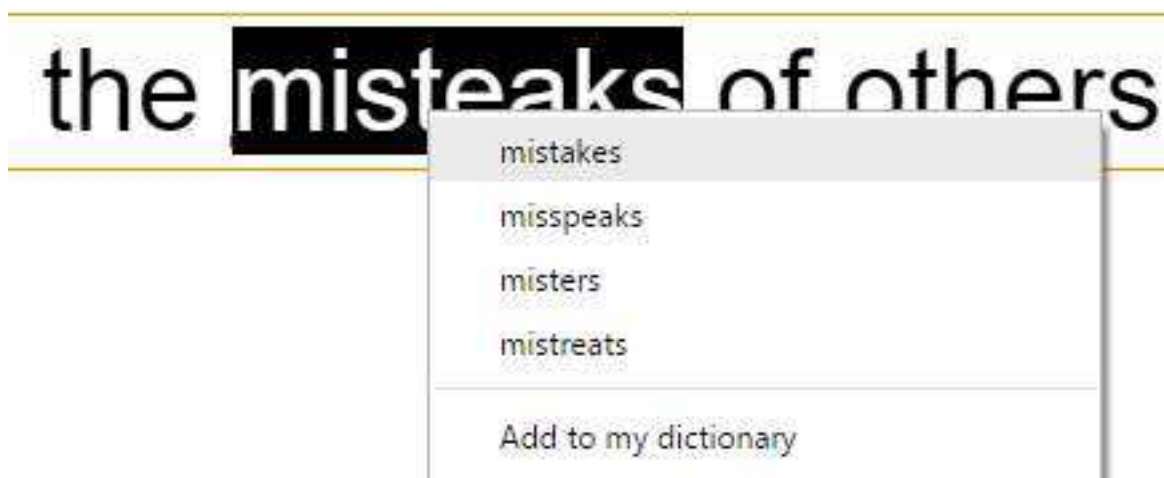 the misteaks of others
mistakes
misspeaks
misters
mistreats
Add to my dictionary